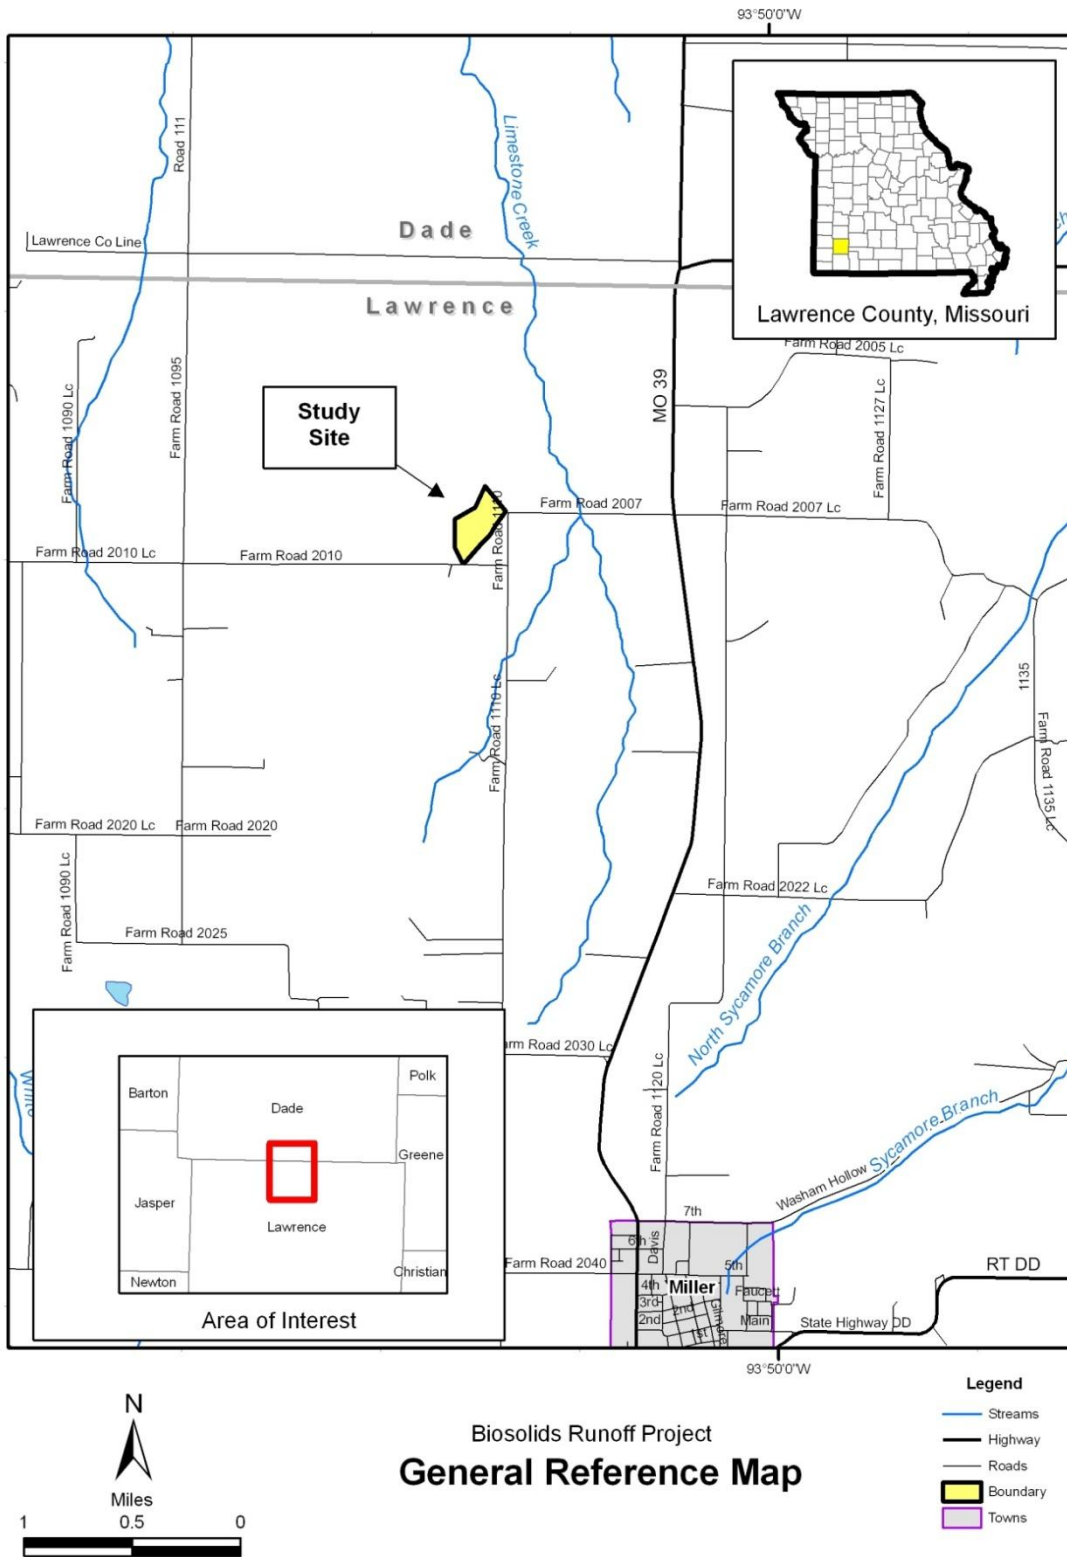 93°50'0"W
Road 111
Limestone Creek
Lawrence Co Line
Dade
Lawrence
Lawrence County, Missouri
Farm Road 2005 Lc
Farm Road 1090 Lc
Farm Road 1095
Study
Site
MO 39
Farm Road 1127 Lc
Farm Road 1110
Farm Road 2007
Farm Road 2007 Lc
Farm Road 2010 Lc
Farm Road 2010
Farm Road 1110 Lc
1135
Farm Road 1135 Lc
Farm Road 2020 Lc
Farm Road 2020
Farm Road 2022 Lc
Farm Road 1090 Lc
Farm Road 2025
North Sycamore Branch
arm Road 2030 Lc
Farm Road 1120 Lc
Sycamore Branch
Washam Hollow
Barton
Dade
Polk
Greene
Jasper
Lawrence
Newton
Christian
Area of Interest
7th
6th
Davis
Farm Road 2040
5th
4th
Miller
Faucett
3rd
2nd
2nd
Gilmore
Main
1st
RT DD
State Highway DD
93°50'0"W
N
Miles
1 0.5 0
Biosolids Runoff Project
General Reference Map
Legend
Streams
Highway
Roads
Boundary
Towns